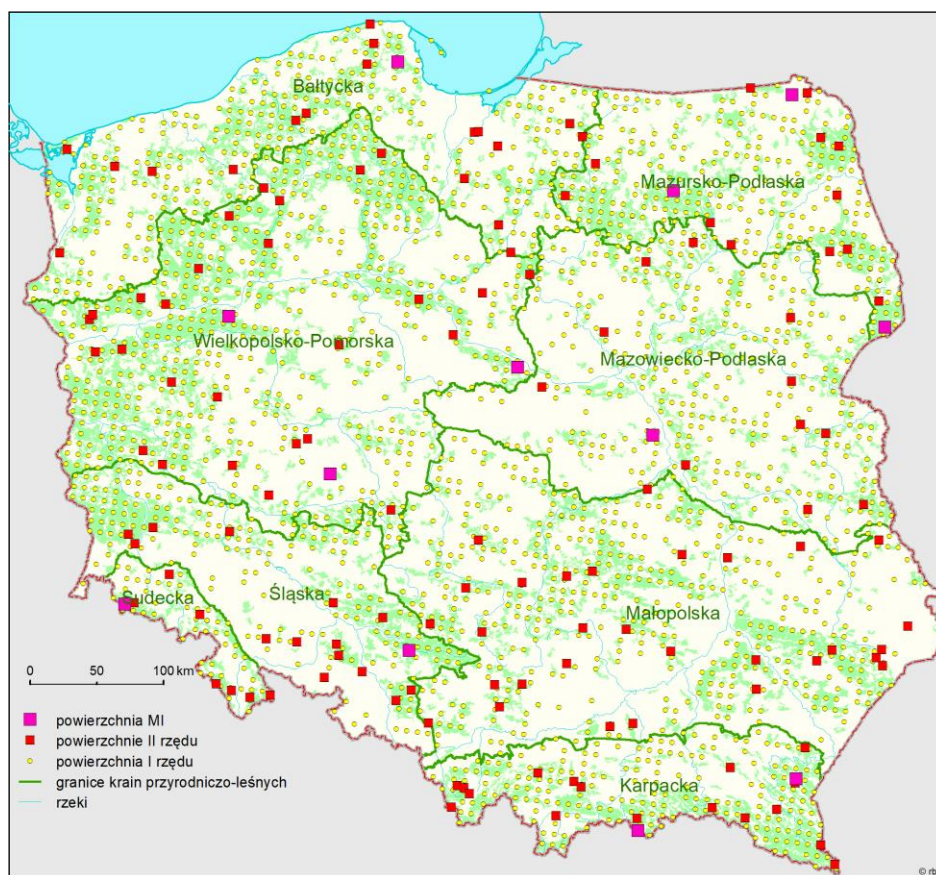 Bałtycka
Mazursko-Podlaska
Wielkopolsko-Pomorska
Mazowiecko-Podlaska
Sudecka
Śląska
Małopolska
Karpacka
0 50 100 km
powierzchnia MI
powierzchnie II rzędu
powierzchnia I rzędu
granice krain przyrodniczo-leśnych
rzeki
© rb